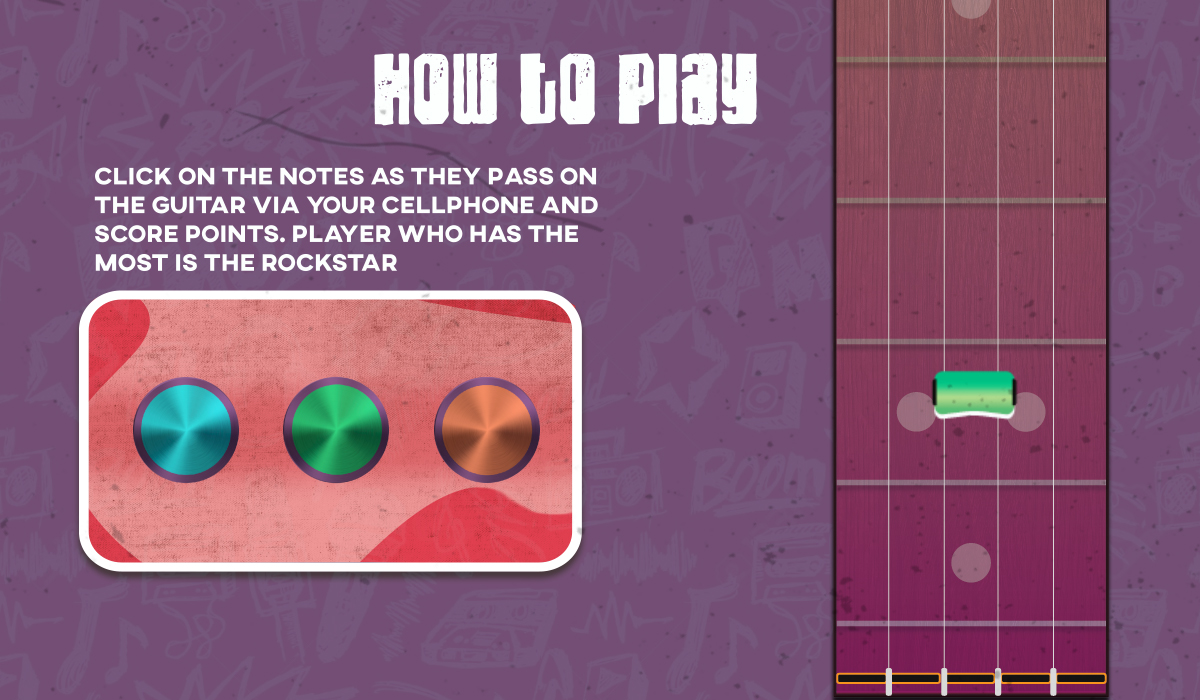 How to Play
CLICK ON THE NOTES AS THEY PASS ON
THE GUITAR VIA YOUR CELLPHONE AND
SCORE POINTS. PLAYER WHO HAS THE
MOST IS THE ROCKSTAR
BOOM